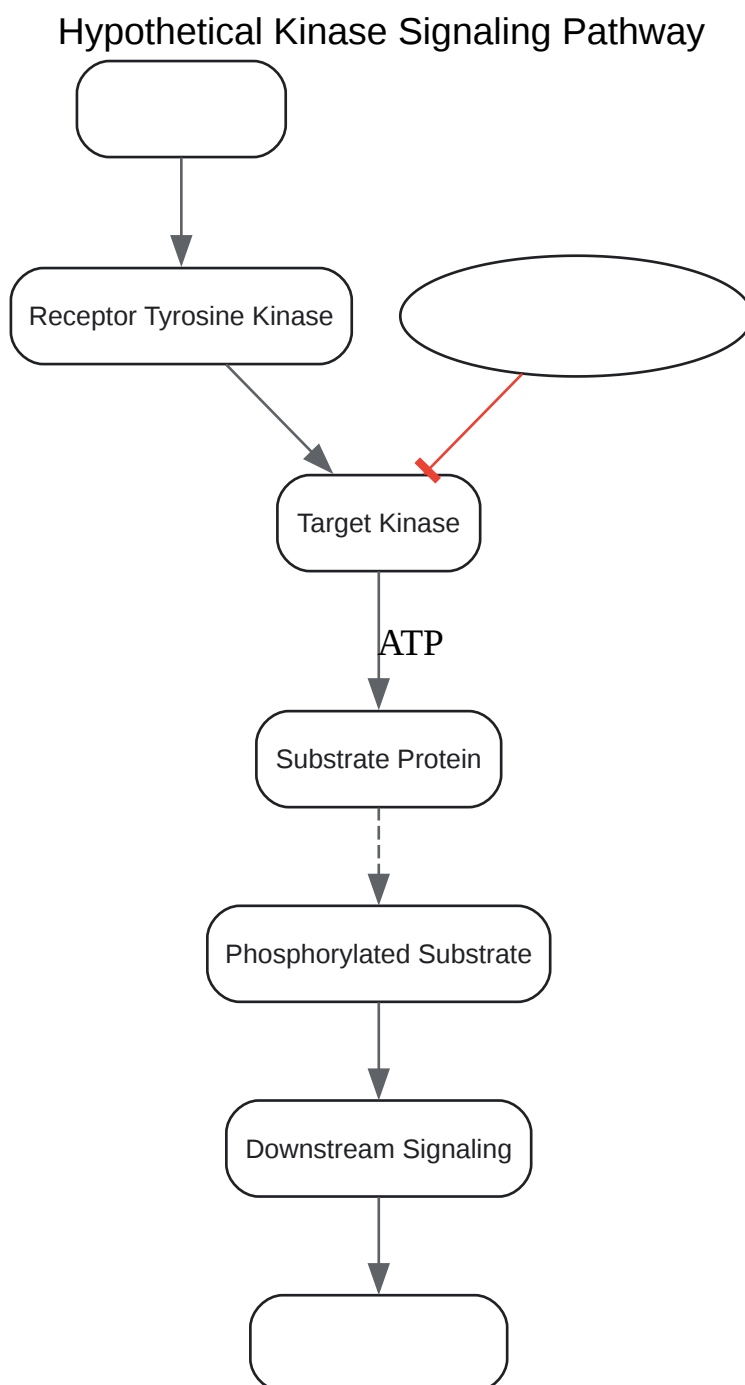 Hypothetical Kinase Signaling Pathway
Receptor Tyrosine Kinase
Target Kinase
ATP
Substrate Protein
Phosphorylated Substrate
Downstream Signaling